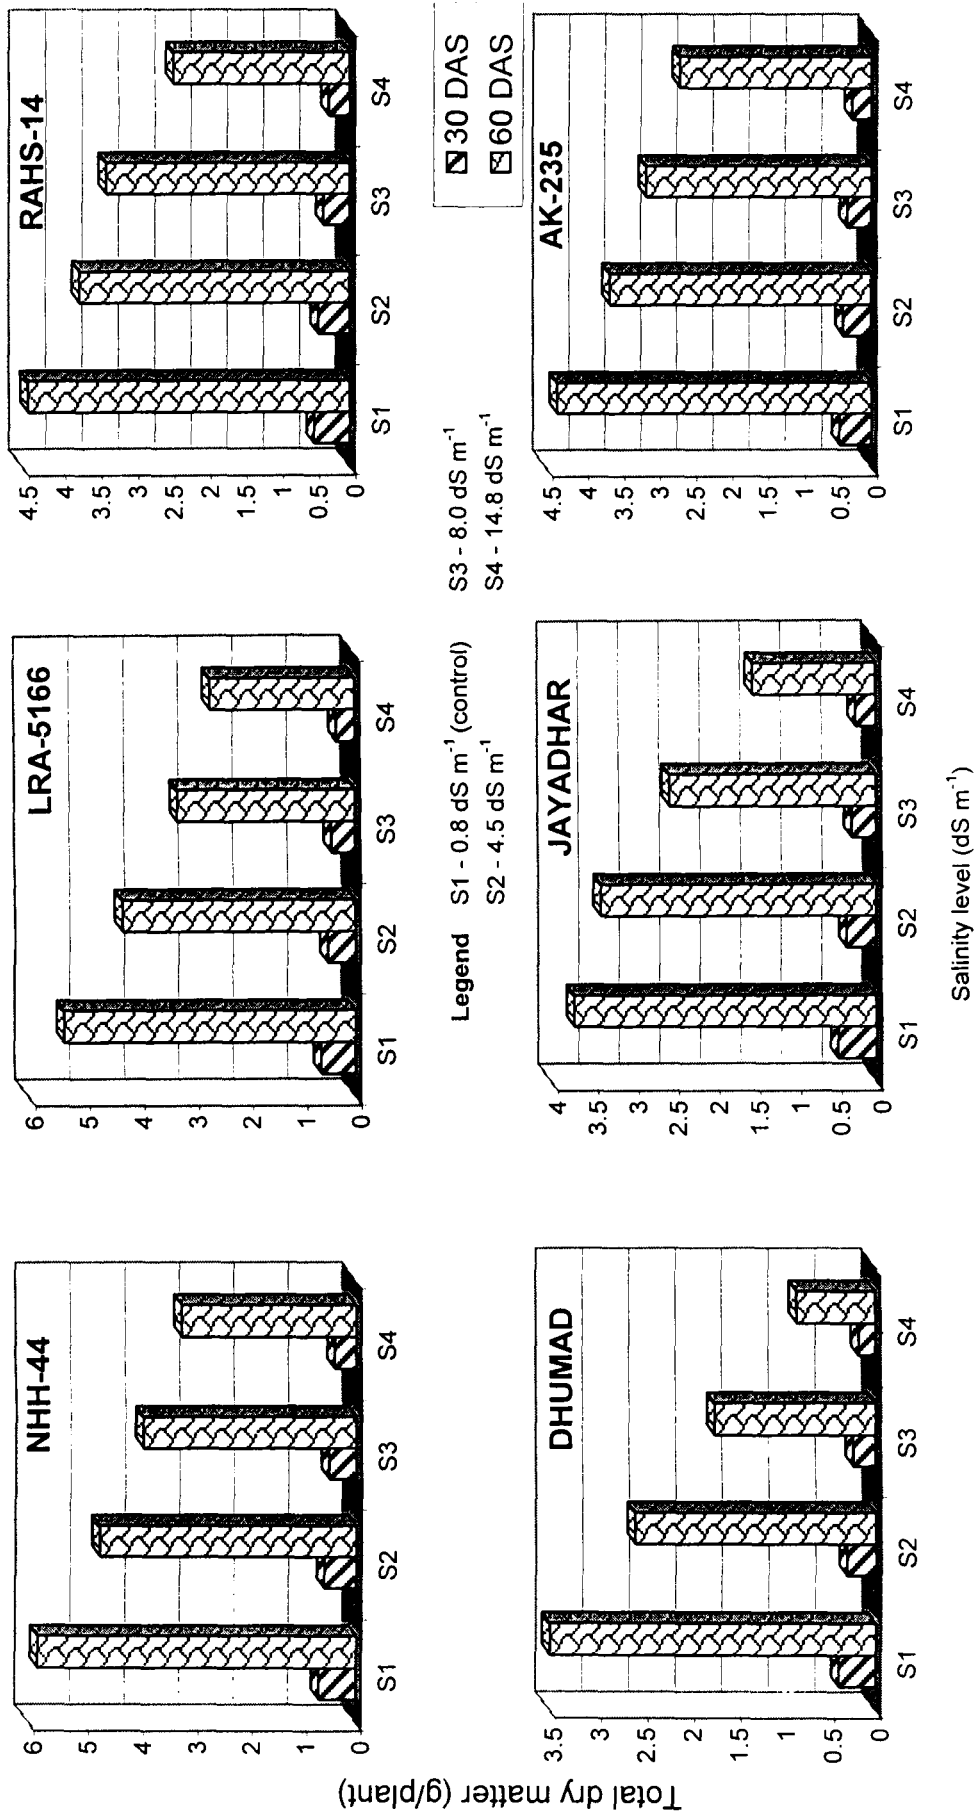 Total dry matter (g/plant)
NHH-44
6
5
4
3
2
1
0
S1 S2 S3 S4
LRA-5166
6
5
4
3
2
1
0
S1 S2 S3 S4
RAHS-14
4.5
4
3.5
3
2.5
2
1.5
1
0.5
0
S1 S2 S3 S4
Legend S1 - 0.8 dS m⁻¹ (control) S3 - 8.0 dS m⁻¹
S2 - 4.5 dS m⁻¹ S4 - 14.8 dS m⁻¹
30 DAS
60 DAS
DHUMAD
3.5
3
2.5
2
1.5
1
0.5
0
S1 S2 S3 S4
JAYADHAR
4
3.5
3
2.5
2
1.5
1
0.5
0
S1 S2 S3 S4
AK-235
4.5
4
3.5
3
2.5
2
1.5
1
0.5
0
S1 S2 S3 S4
Salinity level (dS m⁻¹)